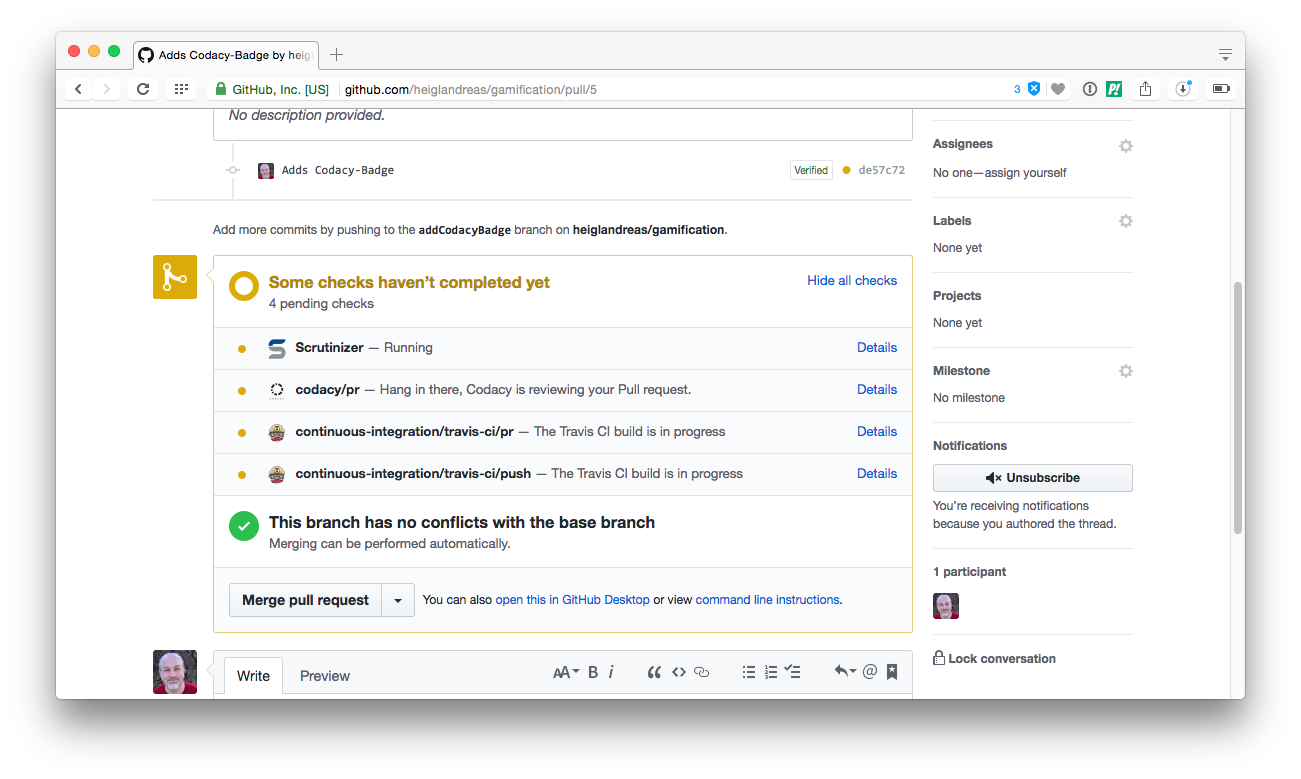 Adds Codacy-Badge by heig
GitHub, Inc. [US] github.com/heiglandreas/gamification/pull/5 3
No description provided.
Adds Codacy-Badge Verified de57c72
Add more commits by pushing to the addCodacyBadge branch on heiglandreas/gamification.
Some checks haven't completed yet Hide all checks
4 pending checks
Scrutinizer — Running Details
codacy/pr — Hang in there, Codacy is reviewing your Pull request. Details
continuous-integration/travis-ci/pr — The Travis CI build is in progress Details
continuous-integration/travis-ci/push — The Travis CI build is in progress Details
This branch has no conflicts with the base branch
Merging can be performed automatically.
Merge pull request You can also open this in GitHub Desktop or view command line instructions.
Write Preview AA B i
Assignees
No one—assign yourself
Labels
None yet
Projects
None yet
Milestone
No milestone
Notifications
Unsubscribe
You're receiving notifications
because you authored the thread.
1 participant
Lock conversation